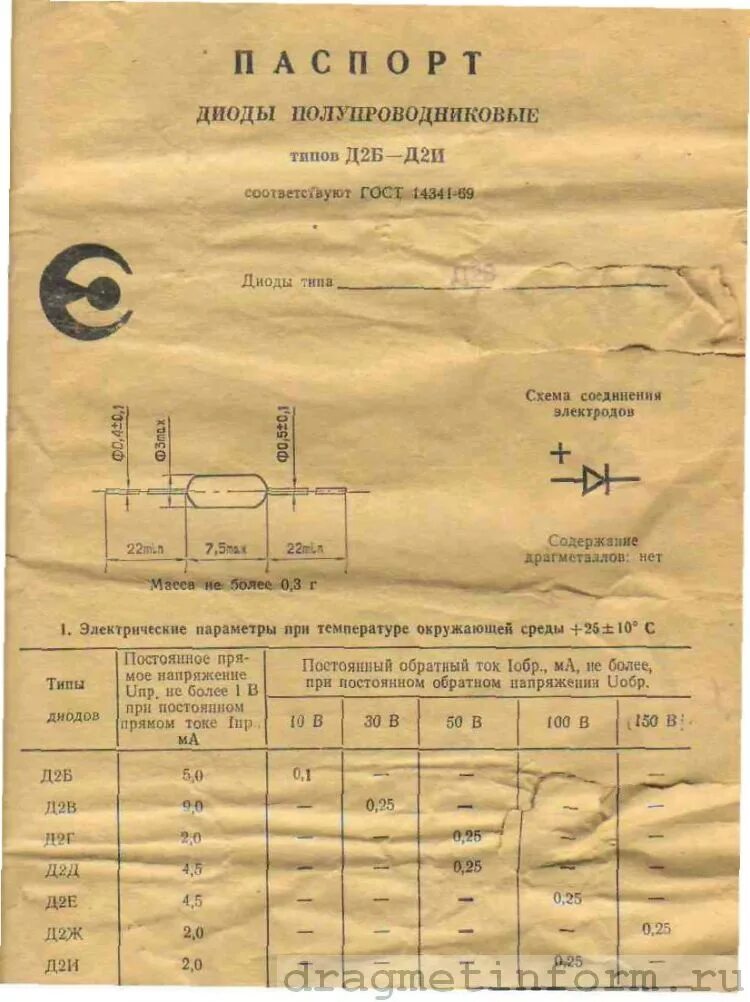 ПАСПОРТ
ДИОДЫ ПОЛУПРОВОДНИКОВЫЕ
типов Д2Б—Д2И
соответствуют ГОСТ 14341-69
Диоды типа
Схема соединения
электродов
Ф0,4±0,1
Ф3max
Ф0,5±0,1
+
22min 7,5max 22min
Содержание
драгметаллов: нет
Масса не более 0,3 г
1. Электрические параметры при температуре окружающей среды +25±10° С
Типы
диодов
Постоянное пря-
мое напряжение
Uпр. не более 1 В
при постоянном
прямом токе Iпр.
мА
Постоянный обратный ток Iобр., мА, не более,
при постоянном обратном напряжении Uобр.
10 В 30 В 50 В 100 В 150 В
Д2Б 5,0 0,1 — — — —
Д2В 9,0 — 0,25 — — —
Д2Г 2,0 — — 0,25 — —
Д2Д 4,5 — — 0,25 — —
Д2Е 4,5 — — — 0,25 —
Д2Ж 2,0 — — — — 0,25
Д2И 2,0 — — — 0,25 —
dragmetinform.ru